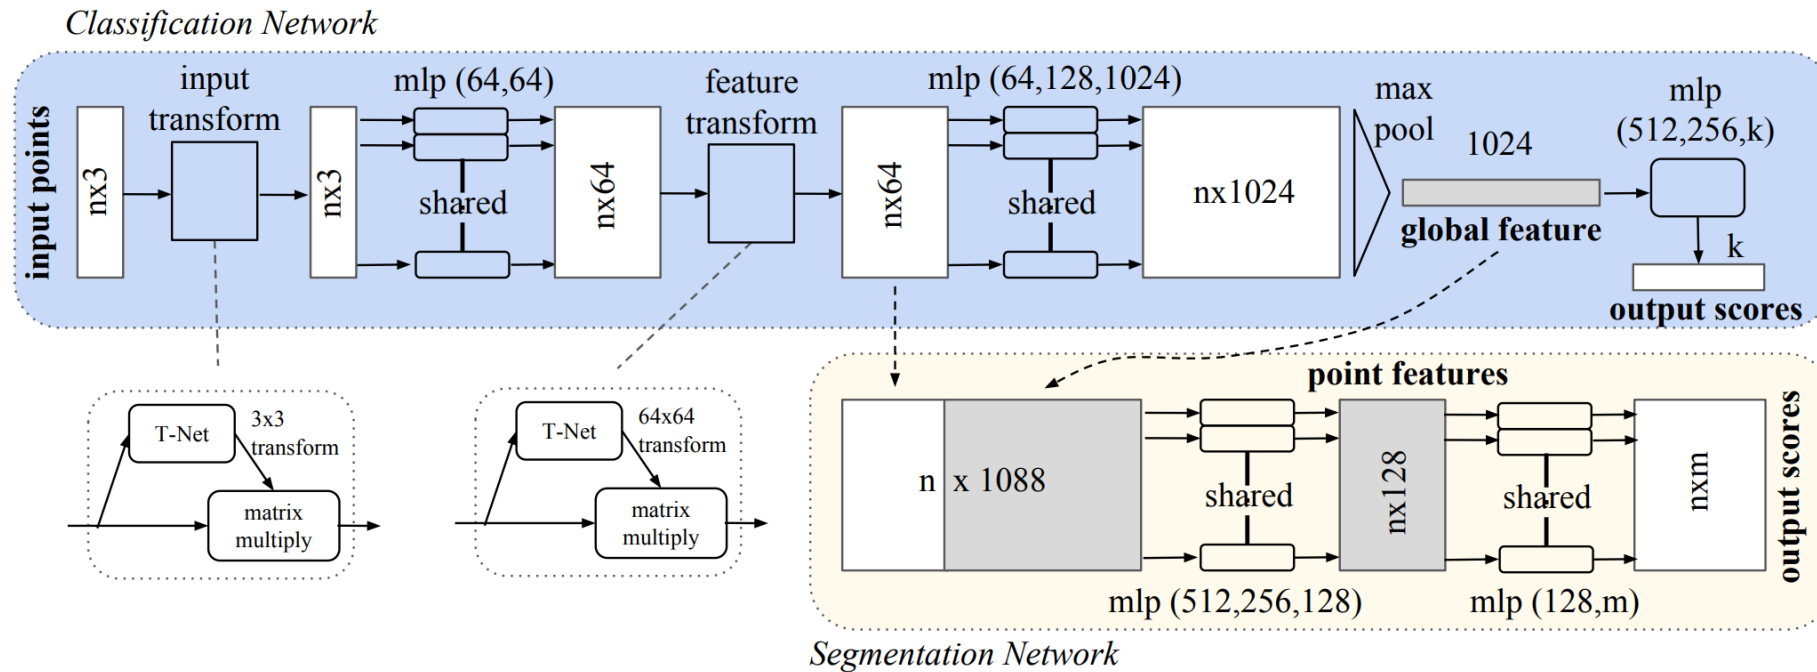 Classification Network
input points
nx3
input
transform
nx3
mlp (64,64)
shared
nx64
feature
transform
nx64
mlp (64,128,1024)
shared
nx1024
max
pool
1024
global feature
mlp
(512,256,k)
k
output scores
T-Net
3x3
transform
matrix
multiply
T-Net
64x64
transform
matrix
multiply
point features
n x 1088
shared
mlp (512,256,128)
nx128
shared
mlp (128,m)
nxm
output scores
Segmentation Network